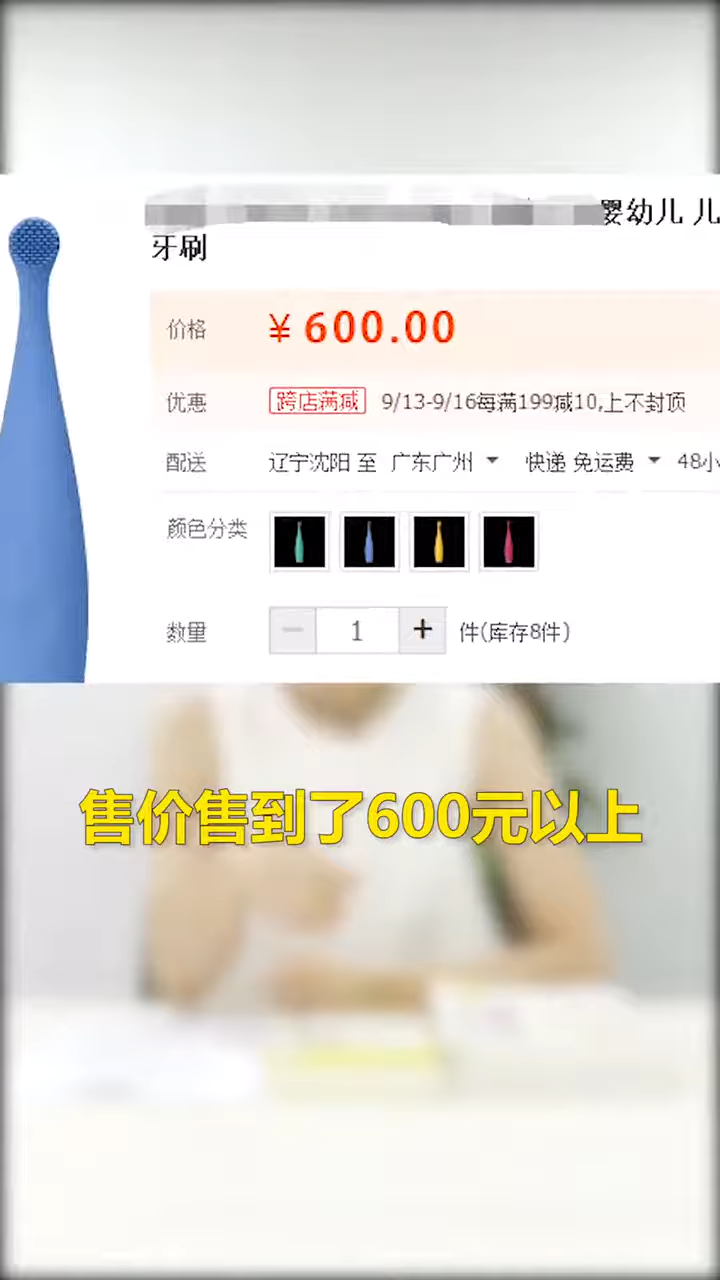 婴幼儿 儿
牙刷
价格 ¥ 600.00
优惠 跨店满减 9/13-9/16每满199减10,上不封顶
配送 辽宁沈阳 至 广东广州 快递 免运费 48小
颜色分类
数量 − 1 + 件(库存8件)
售价售到了600元以上